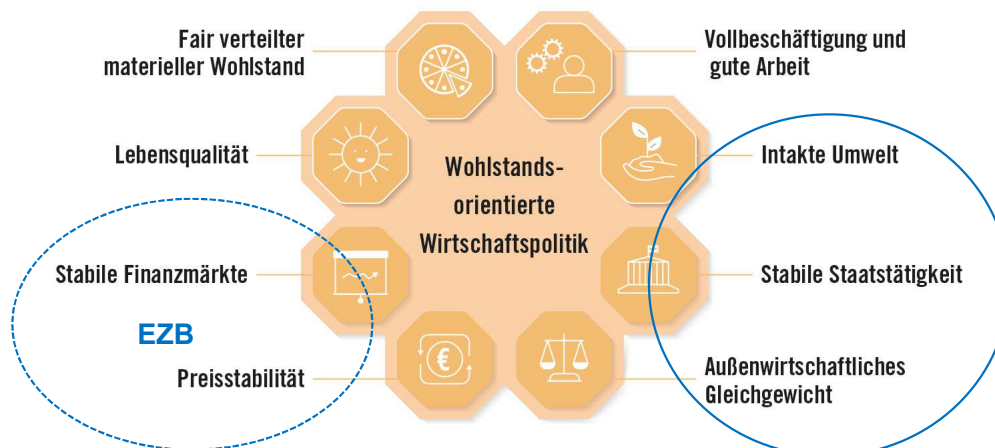 Fair verteilter
materieller Wohlstand
Vollbeschäftigung und
gute Arbeit
Lebensqualität
Intakte Umwelt
Wohlstands-
orientierte
Wirtschaftspolitik
Stabile Finanzmärkte
Stabile Staatstätigkeit
EZB
Preisstabilität
€
Außenwirtschaftliches
Gleichgewicht